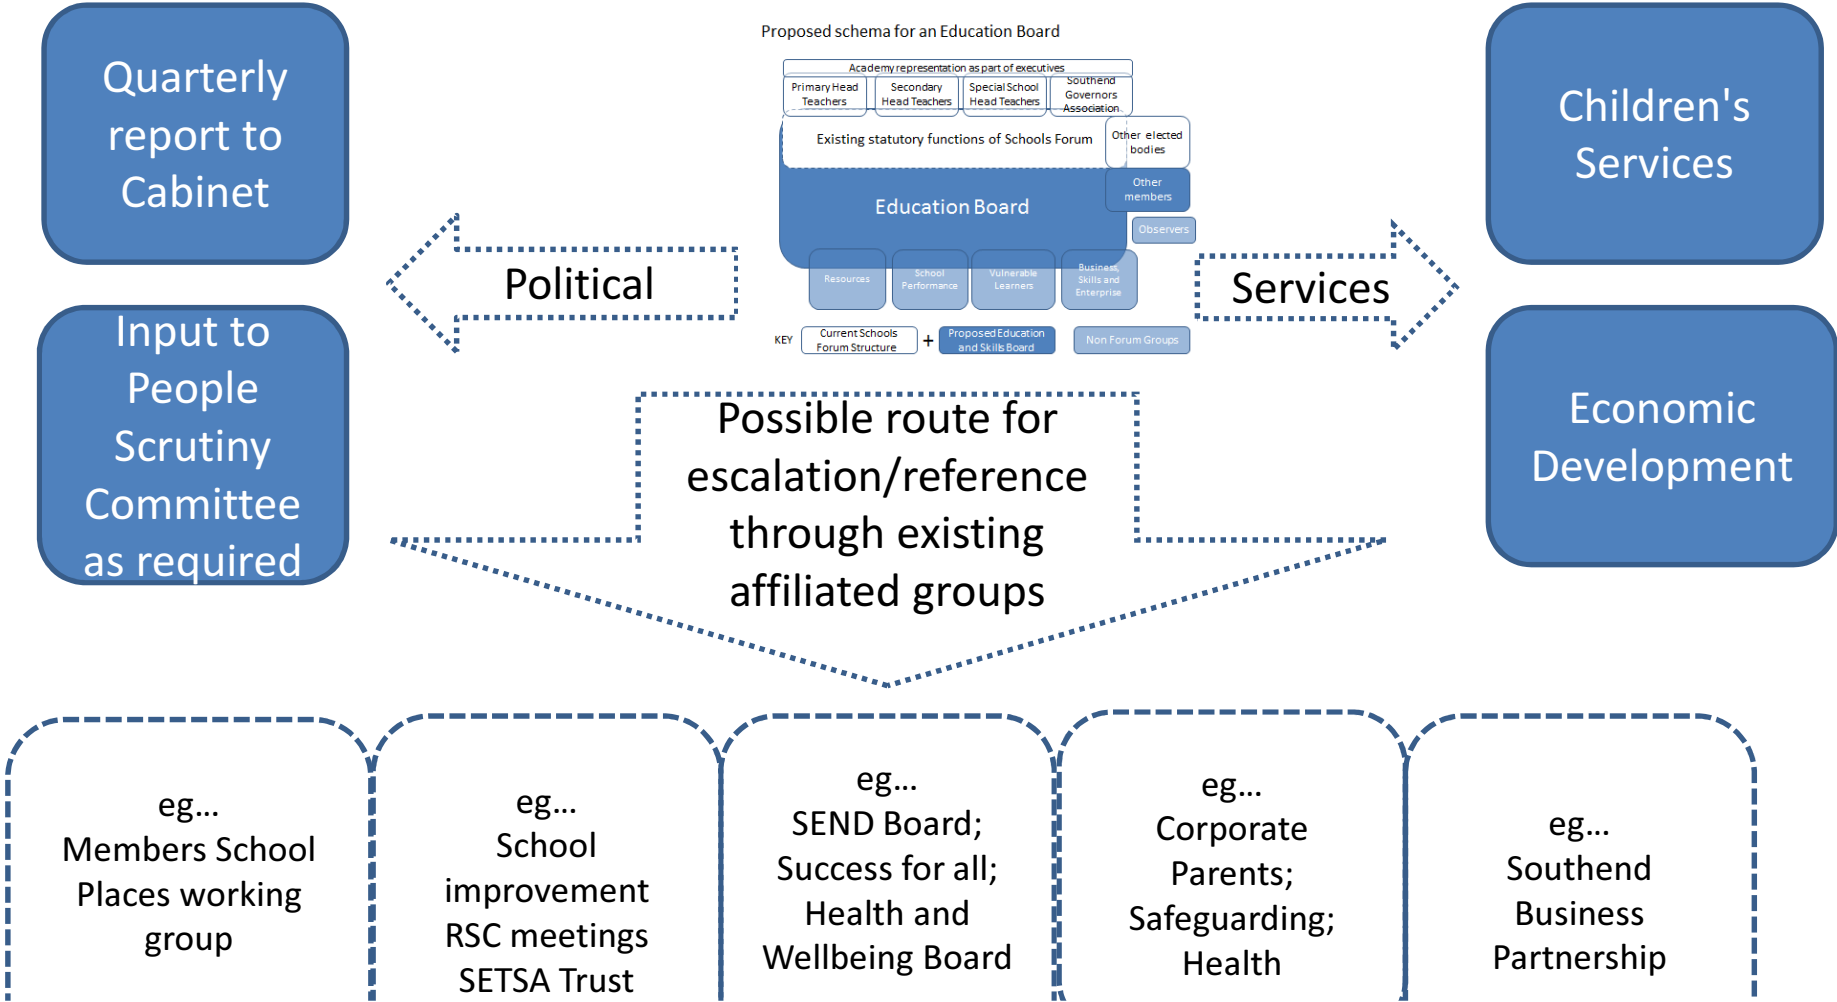 Quarterly
report to
Cabinet
Input to
People
Scrutiny
Committee
as required
Political
Proposed schema for an Education Board
Academy representation as part of executives
Primary Head
Teachers
Secondary
Head Teachers
Special School
Head Teachers
Southend
Governors
Association
Existing statutory functions of Schools Forum
Other elected
bodies
Other
members
Education Board
Observers
Resources
School
Performance
Vulnerable
Learners
Business,
Skills and
Enterprise
KEY
Current Schools
Forum Structure
+
Proposed Education
and Skills Board
Non Forum Groups
Services
Children's
Services
Economic
Development
Possible route for
escalation/reference
through existing
affiliated groups
eg...
Members School
Places working
group
eg...
School
improvement
RSC meetings
SETSA Trust
eg...
SEND Board;
Success for all;
Health and
Wellbeing Board
eg...
Corporate
Parents;
Safeguarding;
Health
eg...
Southend
Business
Partnership